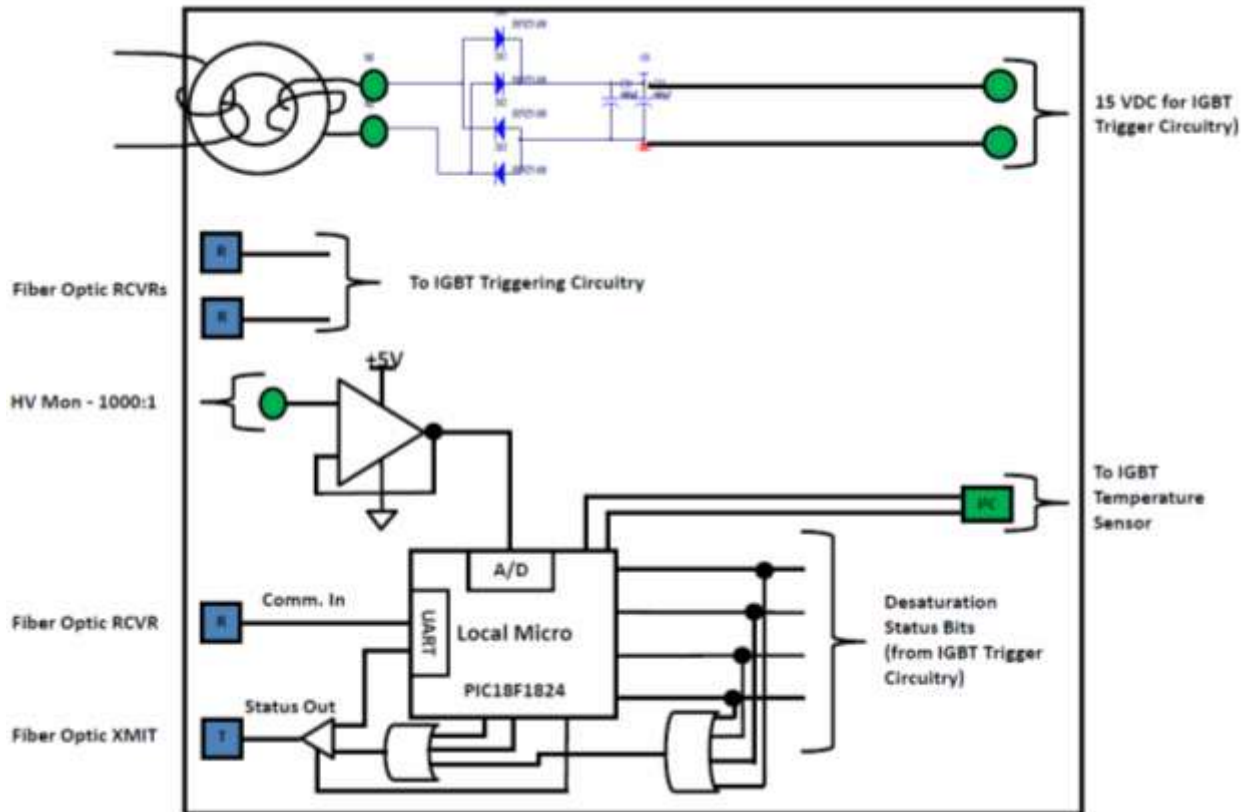 15 VDC for IGBT
Trigger Circuitry)
R
Fiber Optic RCVRs
To IGBT Triggering Circuitry
R
+5V
HV Mon - 1000:1
To IGBT
Temperature
Sensor
I²C
A/D
Comm. In
Fiber Optic RCVR
R
UART
Local Micro
PIC18F1824
Desaturation
Status Bits
(from IGBT Trigger
Circuitry)
Status Out
Fiber Optic XMIT
T